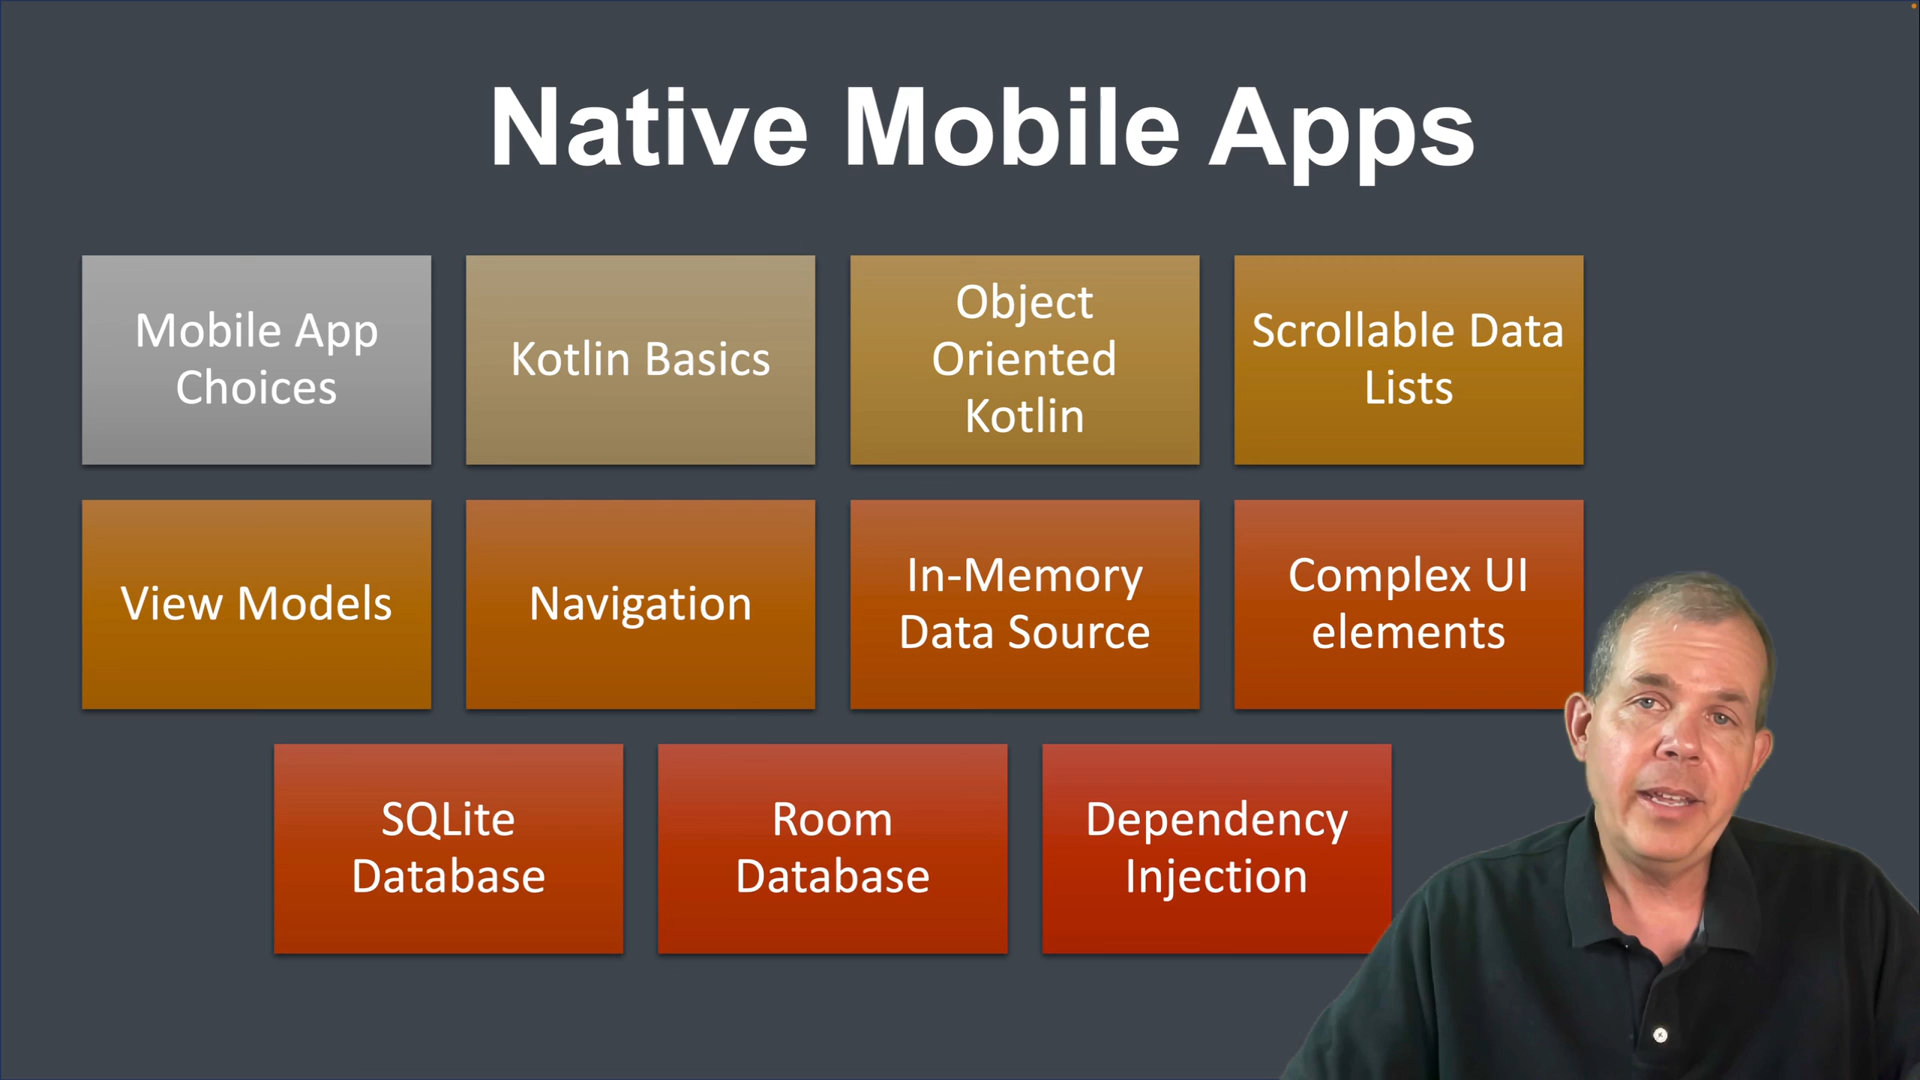 Native Mobile Apps
Mobile App
Choices
Kotlin Basics
Object
Oriented
Kotlin
Scrollable Data
Lists
View Models
Navigation
In-Memory
Data Source
Complex UI
elements
SQLite
Database
Room
Database
Dependency
Injection